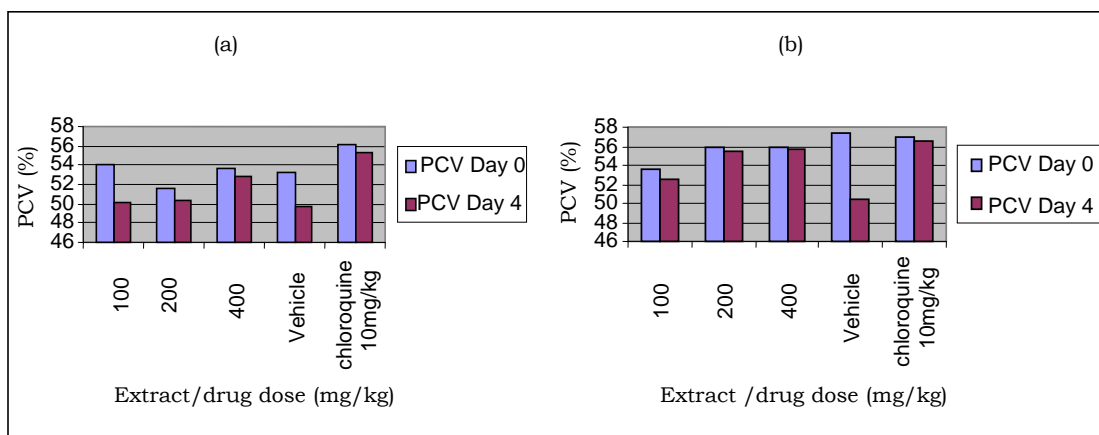 (a)
PCV (%)
58
56
54
52
50
48
46
100
200
400
Vehicle
chloroquine
10mg/kg
Extract/drug dose (mg/kg)
PCV Day 0
PCV Day 4
(b)
PCV (%)
58
56
54
52
50
48
46
100
200
400
Vehicle
chloroquine
10mg/kg
Extract /drug dose (mg/kg)
PCV Day 0
PCV Day 4